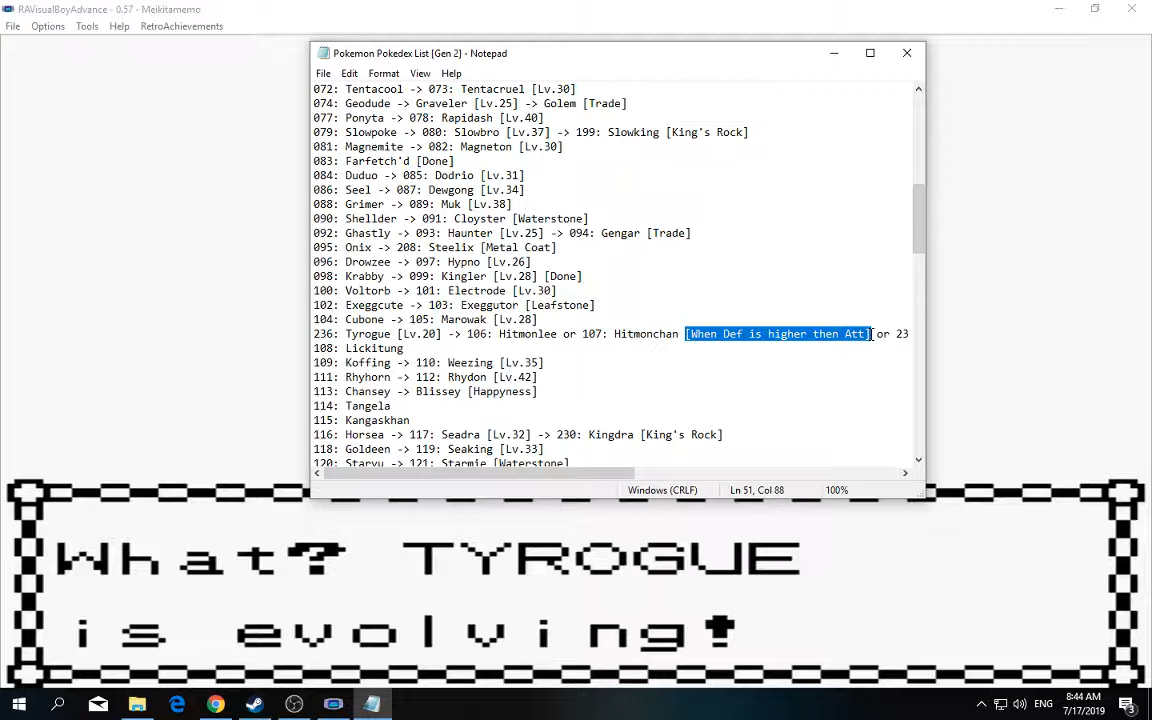 RAVisualBoyAdvance - 0.57 - Meikitamemo
File Options Tools Help RetroAchievements
Pokemon Pokedex List [Gen 2] - Notepad
File Edit Format View Help
072: Tentacool -> 073: Tentacruel [Lv.30]
074: Geodude -> Graveler [Lv.25] -> Golem [Trade]
077: Ponyta -> 078: Rapidash [Lv.40]
079: Slowpoke -> 080: Slowbro [Lv.37] -> 199: Slowking [King's Rock]
081: Magnemite -> 082: Magneton [Lv.30]
083: Farfetch'd [Done]
084: Duduo -> 085: Dodrio [Lv.31]
086: Seel -> 087: Dewgong [Lv.34]
088: Grimer -> 089: Muk [Lv.38]
090: Shellder -> 091: Cloyster [Waterstone]
092: Ghastly -> 093: Haunter [Lv.25] -> 094: Gengar [Trade]
095: Onix -> 208: Steelix [Metal Coat]
096: Drowzee -> 097: Hypno [Lv.26]
098: Krabby -> 099: Kingler [Lv.28] [Done]
100: Voltorb -> 101: Electrode [Lv.30]
102: Exeggcute -> 103: Exeggutor [Leafstone]
104: Cubone -> 105: Marowak [Lv.28]
236: Tyrogue [Lv.20] -> 106: Hitmonlee or 107: Hitmonchan [When Def is higher then Att] or 23
108: Lickitung
109: Koffing -> 110: Weezing [Lv.35]
111: Rhyhorn -> 112: Rhydon [Lv.42]
113: Chansey -> Blissey [Happyness]
114: Tangela
115: Kangaskhan
116: Horsea -> 117: Seadra [Lv.32] -> 230: Kingdra [King's Rock]
118: Goldeen -> 119: Seaking [Lv.33]
120: Staryu -> 121: Starmie [Waterstone]
Windows (CRLF) Ln 51, Col 88 100%
What? TYROGUE
is evolving!
ENG
8:44 AM
7/17/2019
3